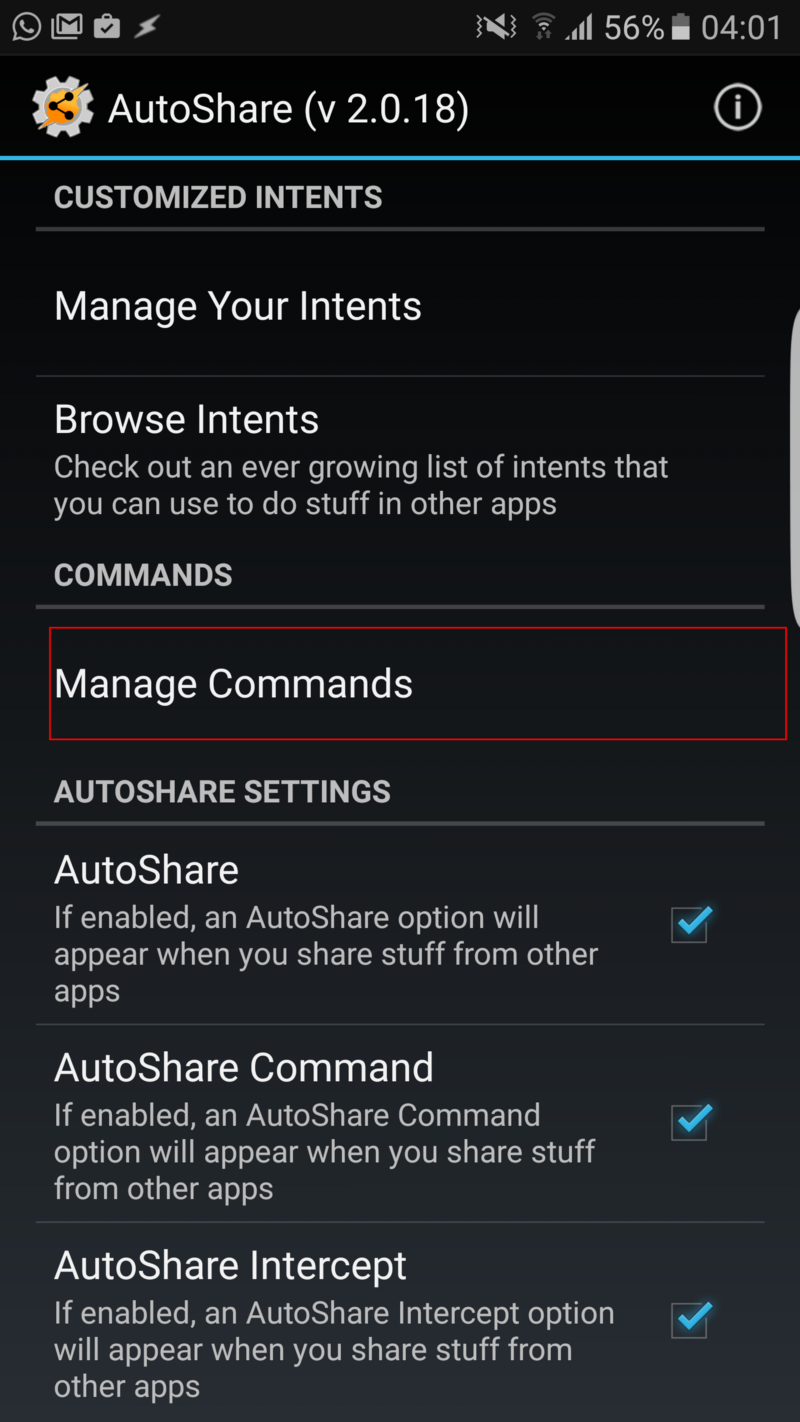 56% 04:01
AutoShare (v 2.0.18)
CUSTOMIZED INTENTS
Manage Your Intents
Browse Intents
Check out an ever growing list of intents that
you can use to do stuff in other apps
COMMANDS
Manage Commands
AUTOSHARE SETTINGS
AutoShare
If enabled, an AutoShare option will
appear when you share stuff from other
apps
AutoShare Command
If enabled, an AutoShare Command
option will appear when you share stuff
from other apps
AutoShare Intercept
If enabled, an AutoShare Intercept option
will appear when you share stuff from
other apps